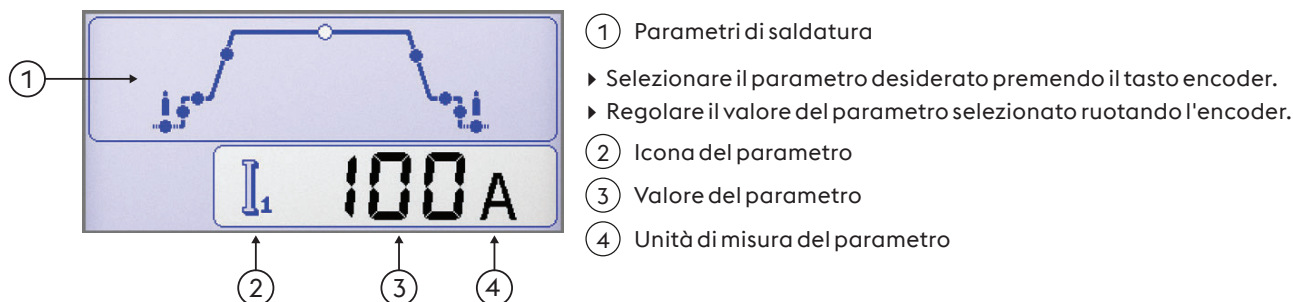 1 Parametri di saldatura
1
▸ Selezionare il parametro desiderato premendo il tasto encoder.
▸ Regolare il valore del parametro selezionato ruotando l'encoder.
2 Icona del parametro
I1 100 A
3 Valore del parametro
4 Unità di misura del parametro
2 3 4